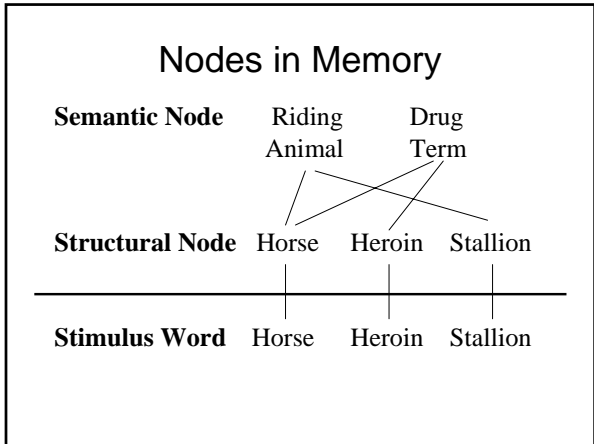 Nodes in Memory
Semantic Node Riding Drug
Animal Term
Structural Node Horse Heroin Stallion
Stimulus Word Horse Heroin Stallion